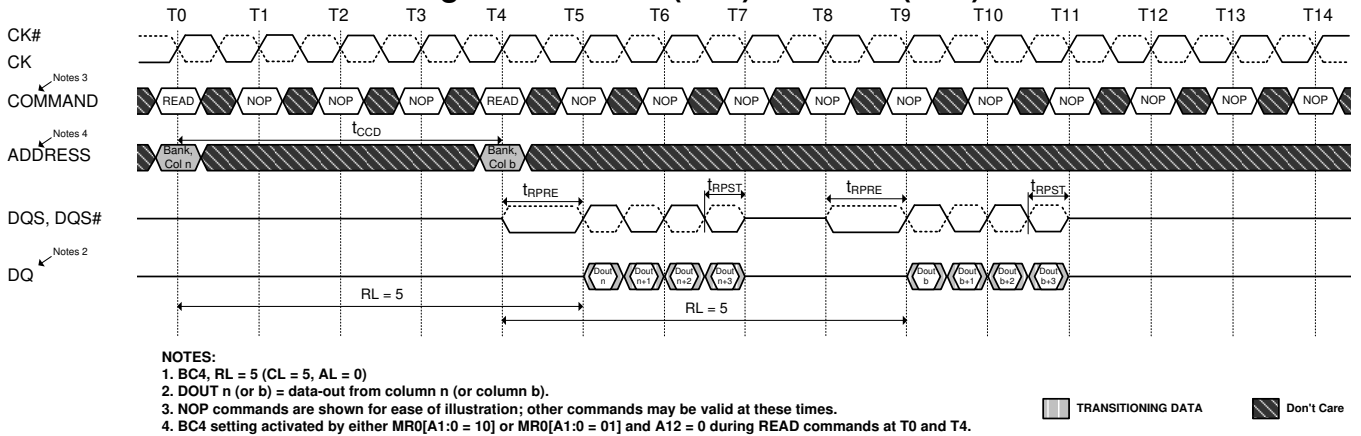 T0 T1 T2 T3 T4 T5 T6 T7 T8 T9 T10 T11 T12 T13 T14
CK#
CK
Notes 3
COMMAND READ NOP NOP NOP READ NOP NOP NOP NOP NOP NOP NOP NOP NOP NOP
tCCD
Notes 4
ADDRESS Bank, Col n Bank, Col b
tRPRE tRPST tRPRE tRPST
DQS, DQS#
Notes 2
DQ Dout n Dout n+1 Dout n+2 Dout n+3 Dout b Dout b+1 Dout b+2 Dout b+3
RL = 5
RL = 5
NOTES:
1. BC4, RL = 5 (CL = 5, AL = 0)
2. DOUT n (or b) = data-out from column n (or column b).
3. NOP commands are shown for ease of illustration; other commands may be valid at these times.
4. BC4 setting activated by either MR0[A1:0 = 10] or MR0[A1:0 = 01] and A12 = 0 during READ commands at T0 and T4.
TRANSITIONING DATA Don't Care